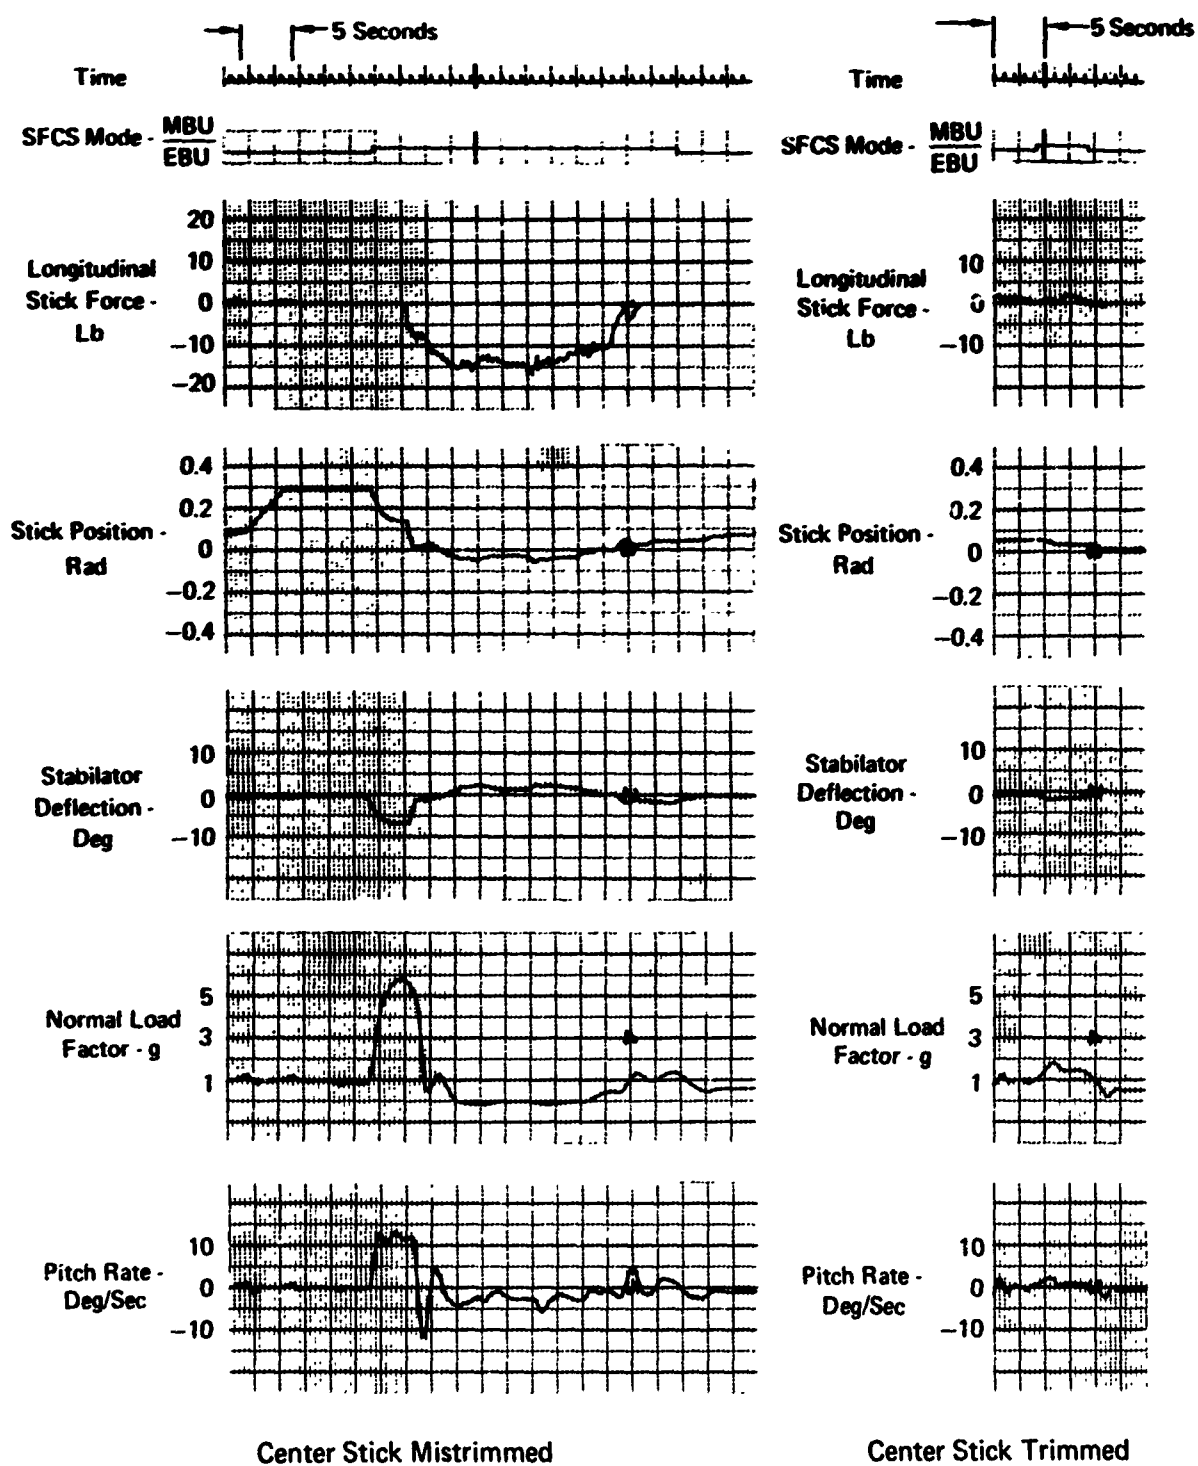 5 Seconds
Time
SFCS Mode - MBU
EBU
20
10
0
-10
-20
Longitudinal
Stick Force -
Lb
0.4
0.2
0
-0.2
-0.4
Stick Position -
Rad
10
0
-10
Stabilator
Deflection -
Deg
5
3
1
Normal Load
Factor - g
10
0
-10
Pitch Rate -
Deg/Sec
Center Stick Mistrimmed
5 Seconds
Time
SFCS Mode - MBU
EBU
10
0
-10
Longitudinal
Stick Force -
Lb
0.4
0.2
0
-0.2
-0.4
Stick Position -
Rad
10
0
-10
Stabilator
Deflection -
Deg
5
3
1
Normal Load
Factor - g
10
0
-10
Pitch Rate -
Deg/Sec
Center Stick Trimmed